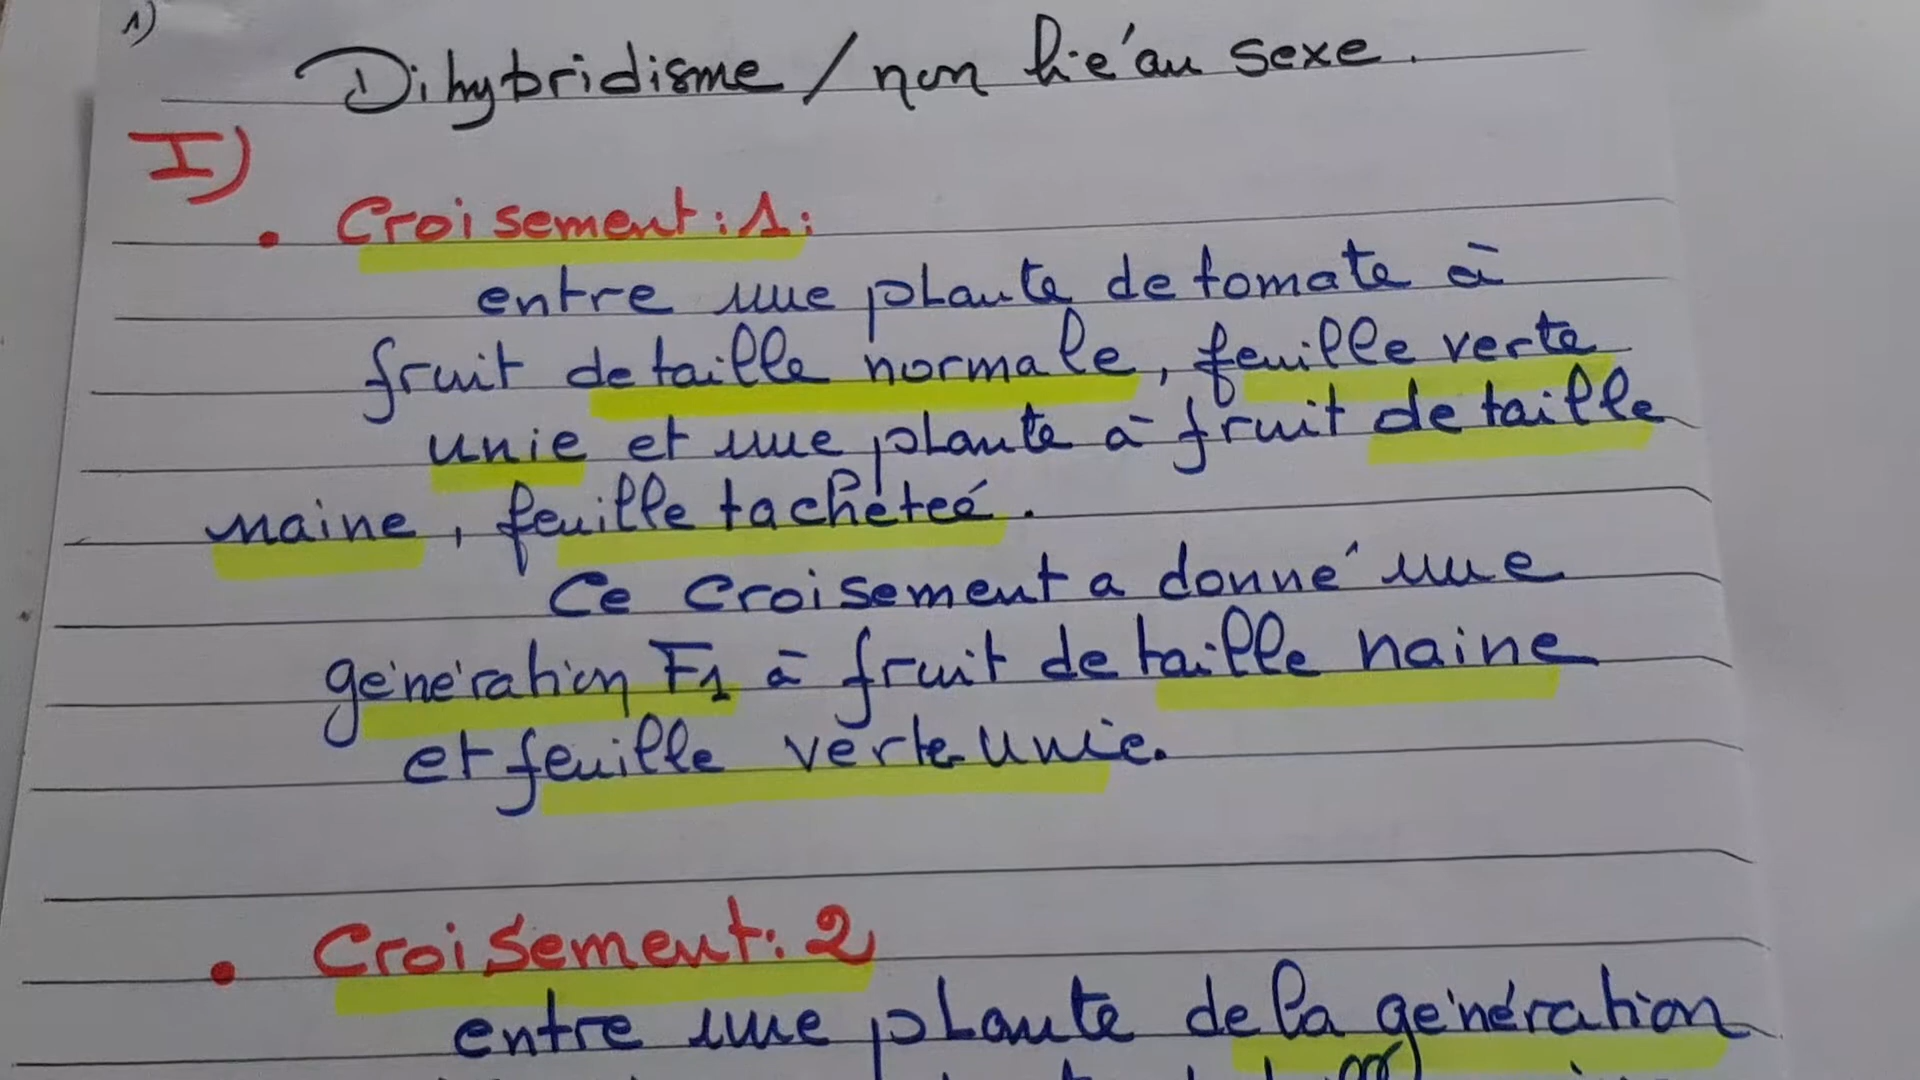 1)
Dihybridisme / non lié au sexe.
I)
• Croisement : 1 :
entre une plante de tomate à
fruit de taille normale, feuille verte
unie et une plante à fruit de taille
naine, feuille tachetée.
Ce croisement a donné une
génération F1 à fruit de taille naine
et feuille verte unie.
• Croisement : 2
entre une plante de la génération